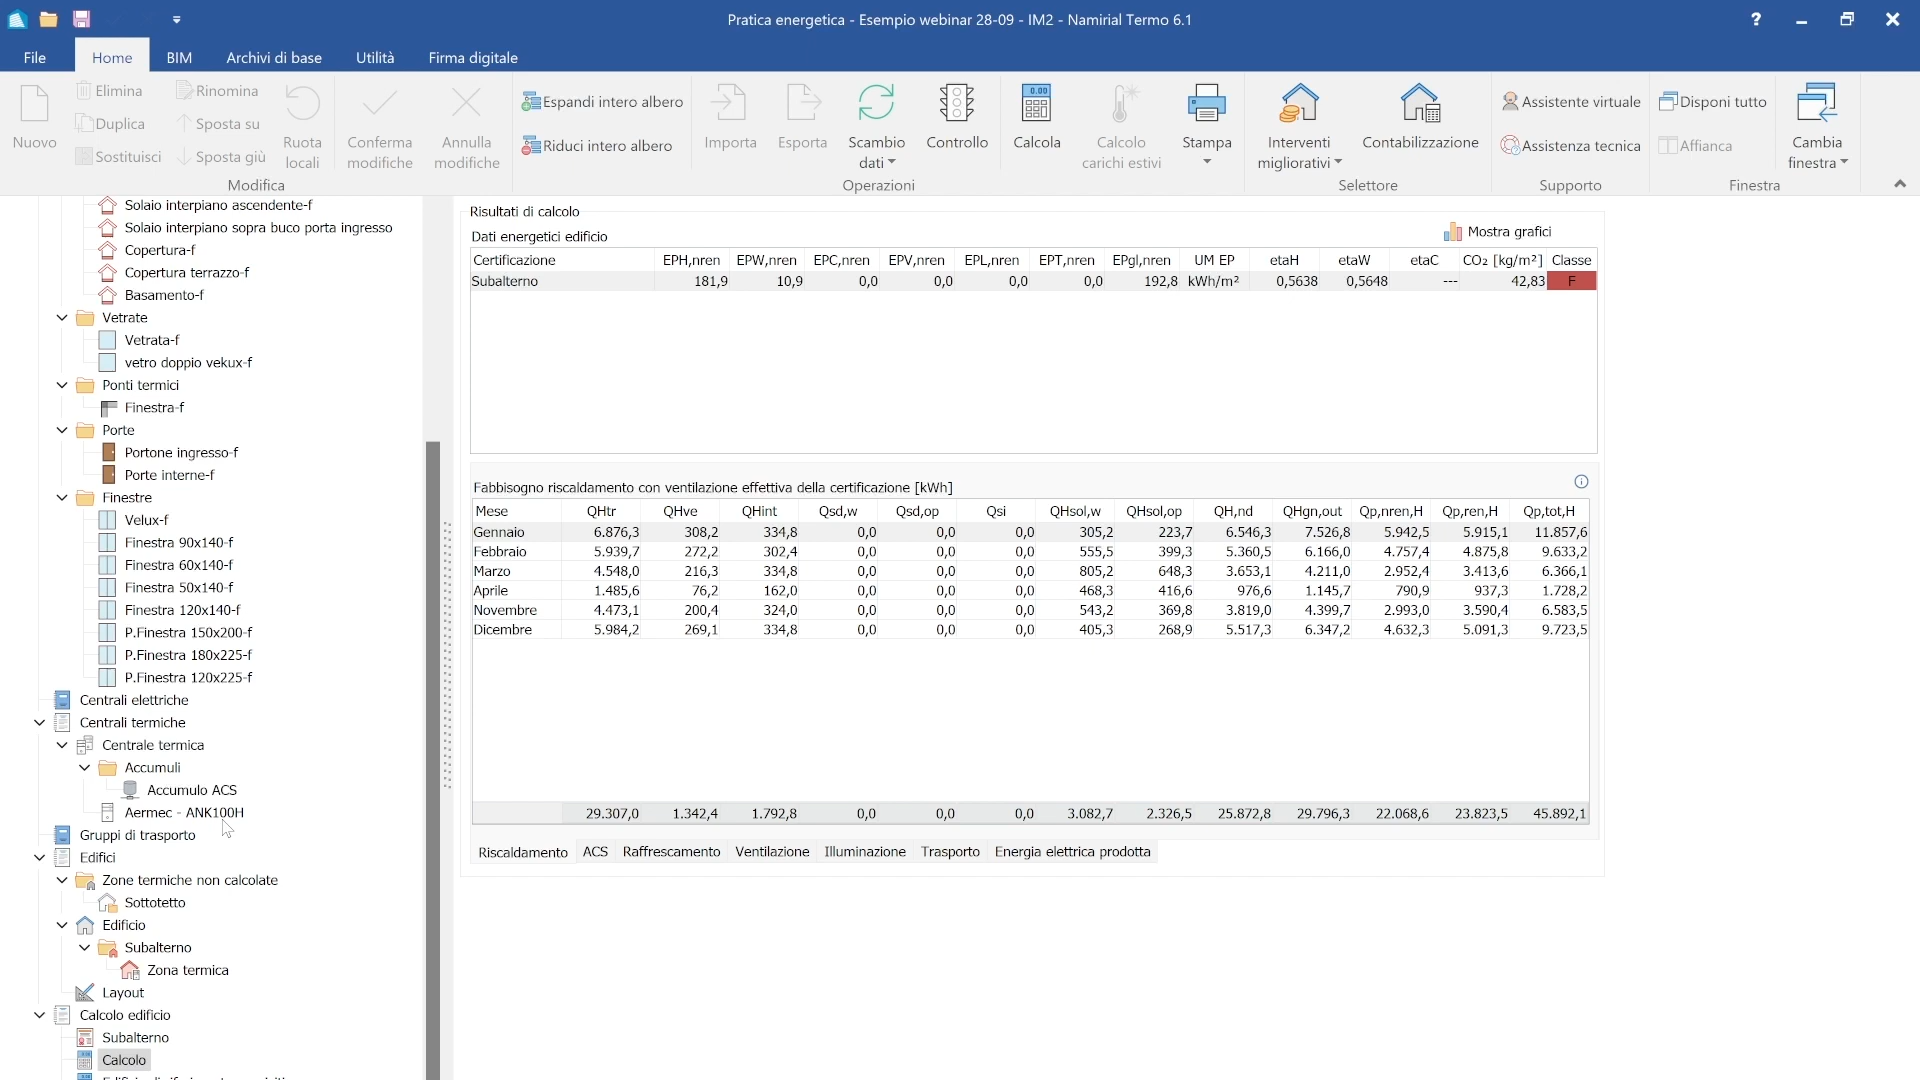 Pratica energetica - Esempio webinar 28-09 - IM2 - Namirial Termo 6.1
?
File Home BIM Archivi di base Utilità Firma digitale
Nuovo
Elimina
Duplica
Sostituisci
Rinomina
Sposta su
Sposta giù
Ruota locali
Modifica
Conferma modifiche
Annulla modifiche
Espandi intero albero
Riduci intero albero
Importa
Esporta
Scambio dati
Controllo
Operazioni
0.00
Calcola
Calcolo carichi estivi
Stampa
Interventi migliorativi
Contabilizzazione
Selettore
Assistente virtuale
Assistenza tecnica
Supporto
Disponi tutto
Affianca
Cambia finestra
Finestra
Solaio interpiano ascendente-f
Solaio interpiano sopra buco porta ingresso
Copertura-f
Copertura terrazzo-f
Basamento-f
Vetrate
Vetrata-f
vetro doppio vekux-f
Ponti termici
Finestra-f
Porte
Portone ingresso-f
Porte interne-f
Finestre
Velux-f
Finestra 90x140-f
Finestra 60x140-f
Finestra 50x140-f
Finestra 120x140-f
P.Finestra 150x200-f
P.Finestra 180x225-f
P.Finestra 120x225-f
Centrali elettriche
Centrali termiche
Centrale termica
Accumuli
Accumulo ACS
Aermec - ANK100H
Gruppi di trasporto
Edifici
Zone termiche non calcolate
Sottotetto
Edificio
Subalterno
Zona termica
Layout
Calcolo edificio
Subalterno
Calcolo
Risultati di calcolo
Dati energetici edificio
Mostra grafici
Certificazione EPH,nren EPW,nren EPC,nren EPV,nren EPL,nren EPT,nren EPgl,nren UM EP etaH etaW etaC CO₂ [kg/m²] Classe
Subalterno 181,9 10,9 0,0 0,0 0,0 0,0 192,8 kWh/m² 0,5638 0,5648 --- 42,83 F
Fabbisogno riscaldamento con ventilazione effettiva della certificazione [kWh]
Mese QHtr QHve QHint Qsd,w Qsd,op Qsi QHsol,w QHsol,op QH,nd QHgn,out Qp,nren,H Qp,ren,H Qp,tot,H
Gennaio 6.876,3 308,2 334,8 0,0 0,0 0,0 305,2 223,7 6.546,3 7.526,8 5.942,5 5.915,1 11.857,6
Febbraio 5.939,7 272,2 302,4 0,0 0,0 0,0 555,5 399,3 5.360,5 6.166,0 4.757,4 4.875,8 9.633,2
Marzo 4.548,0 216,3 334,8 0,0 0,0 0,0 805,2 648,3 3.653,1 4.211,0 2.952,4 3.413,6 6.366,1
Aprile 1.485,6 76,2 162,0 0,0 0,0 0,0 468,3 416,6 976,6 1.145,7 790,9 937,3 1.728,2
Novembre 4.473,1 200,4 324,0 0,0 0,0 0,0 543,2 369,8 3.819,0 4.399,7 2.993,0 3.590,4 6.583,5
Dicembre 5.984,2 269,1 334,8 0,0 0,0 0,0 405,3 268,9 5.517,3 6.347,2 4.632,3 5.091,3 9.723,5
29.307,0 1.342,4 1.792,8 0,0 0,0 0,0 3.082,7 2.326,5 25.872,8 29.796,3 22.068,6 23.823,5 45.892,1
Riscaldamento ACS Raffrescamento Ventilazione Illuminazione Trasporto Energia elettrica prodotta